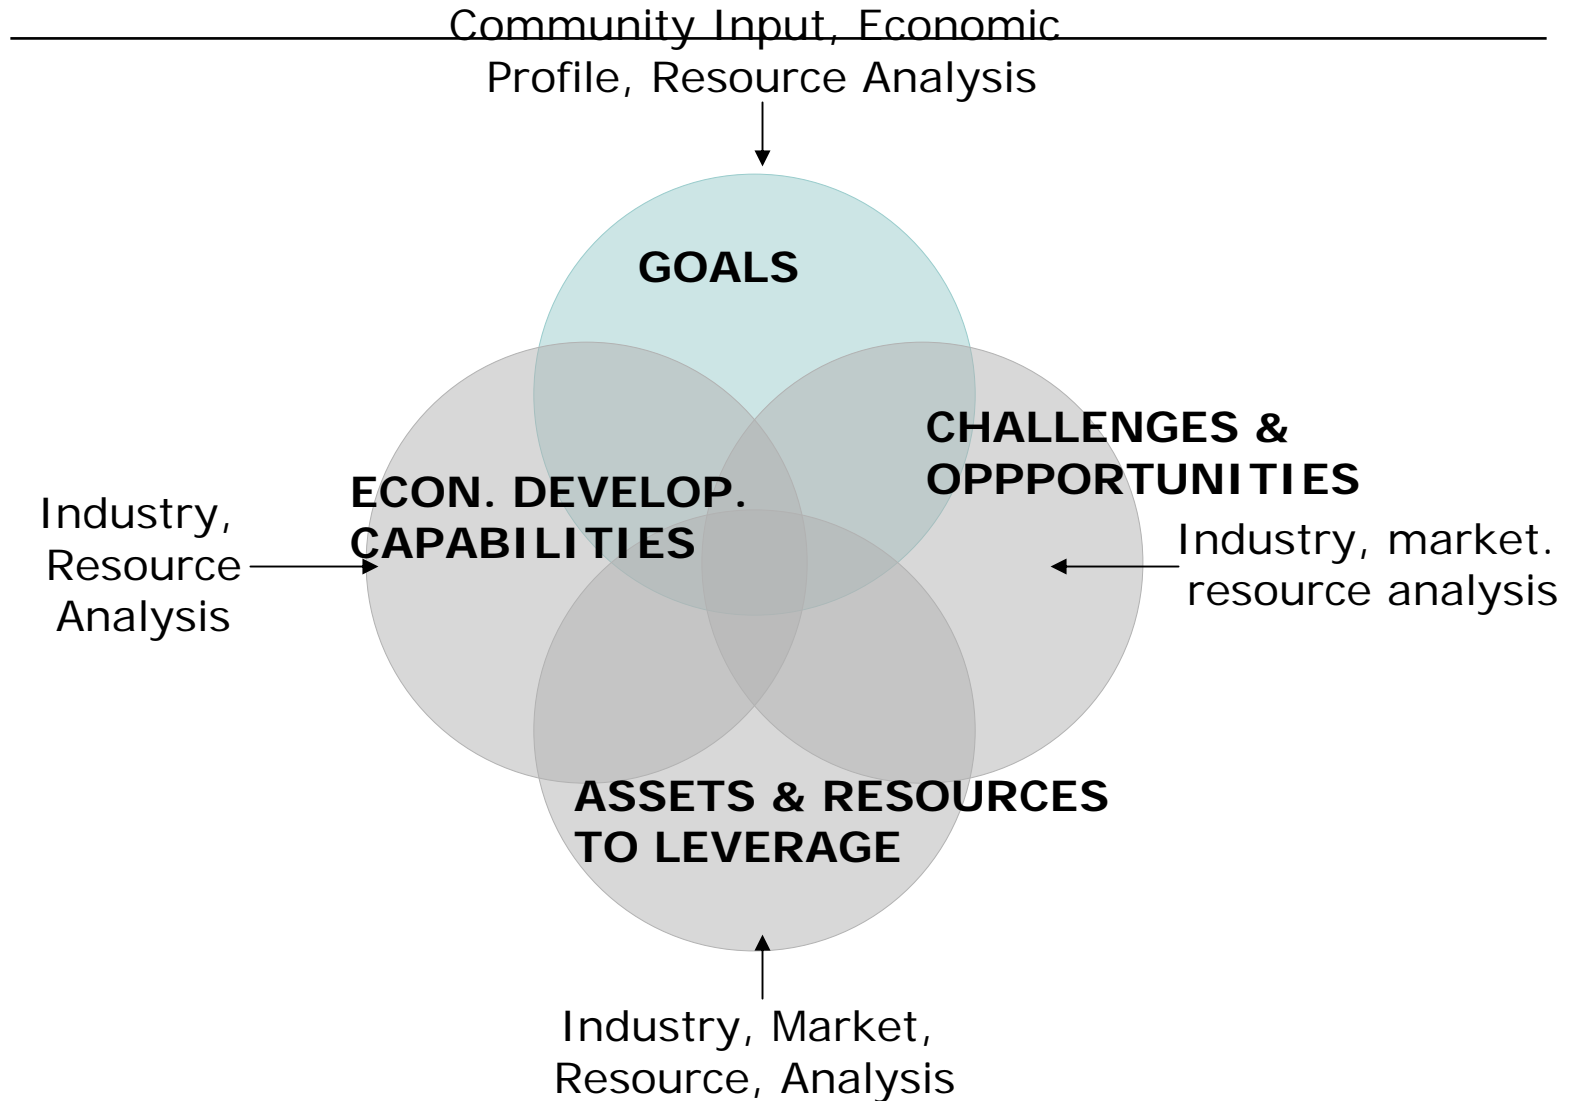 Community Input, Economic
Profile, Resource Analysis
GOALS
CHALLENGES &
OPPPORTUNITIES
ECON. DEVELOP.
CAPABILITIES
Industry,
Resource
Analysis
Industry, market.
resource analysis
ASSETS & RESOURCES
TO LEVERAGE
Industry, Market,
Resource, Analysis